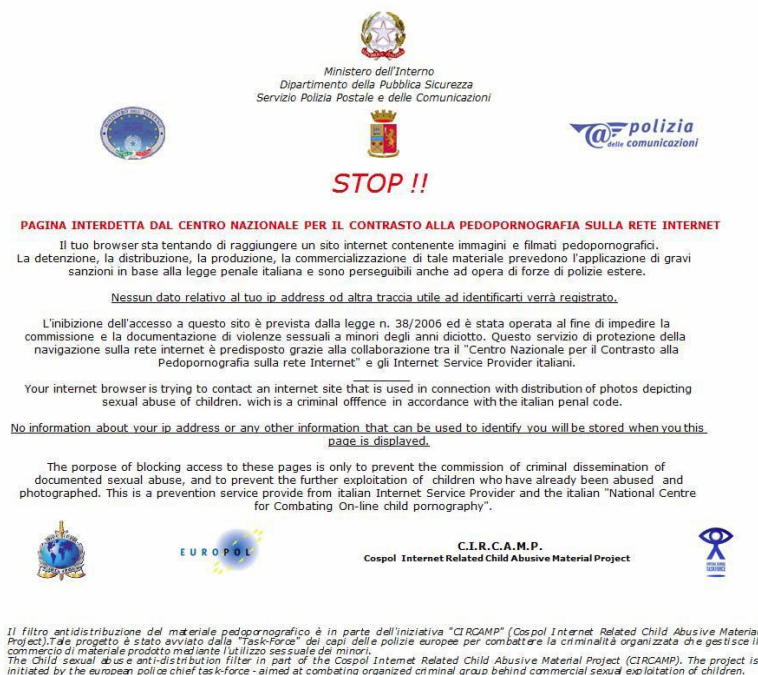 Ministero dell'Interno
Dipartimento della Pubblica Sicurezza
Servizio Polizia Postale e delle Comunicazioni
polizia
delle comunicazioni
STOP !!
PAGINA INTERDETTA DAL CENTRO NAZIONALE PER IL CONTRASTO ALLA PEDOPORNOGRAFIA SULLA RETE INTERNET
Il tuo browser sta tentando di raggiungere un sito internet contenente immagini e filmati pedopornografici.
La detenzione, la distribuzione, la produzione, la commercializzazione di tale materiale prevedono l'applicazione di gravi
sanzioni in base alla legge penale italiana e sono perseguibili anche ad opera di forze di polizie estere.
Nessun dato relativo al tuo ip address od altra traccia utile ad identificarti verrà registrato.
L'inibizione dell'accesso a questo sito è prevista dalla legge n. 38/2006 ed è stata operata al fine di impedire la
commissione e la documentazione di violenze sessuali a minori degli anni diciotto. Questo servizio di protezione della
navigazione sulla rete internet è predisposto grazie alla collaborazione tra il "Centro Nazionale per il Contrasto alla
Pedopornografia sulla rete Internet" e gli Internet Service Provider italiani.
Your internet browser is trying to contact an internet site that is used in connection with distribution of photos depicting
sexual abuse of children. wich is a criminal offfence in accordance with the italian penal code.
No information about your ip address or any other information that can be used to identify you will be stored when you this
page is displayed.
The porpose of blocking access to these pages is only to prevent the commission of criminal dissemination of
documented sexual abuse, and to prevent the further exploitation of children who have already been abused and
photographed. This is a prevention service provide from italian Internet Service Provider and the italian "National Centre
for Combating On-line child pornography".
EUROPOL
C.I.R.C.A.M.P.
Cospol Internet Related Child Abusive Material Project
Il filtro antidistribuzione del materiale pedopornografico è in parte dell'iniziativa "CIRCAMP" (Cospol Internet Related Child Abusive Material
Project).Tale progetto è stato avviato dalla "Task-Force" dei capi delle polizie europee per combattere la criminalità organizzata che gestisce il
commercio di materiale prodotto mediante l'utilizzo sessuale dei minori.
The Child sexual abuse anti-distribution filter in part of the Cospol Internet Related Child Abusive Material Project (CIRCAMP). The project is
initiated by the european police chief task-force - aimed at combating organized criminal group behind commercial sexual exploitation of children.